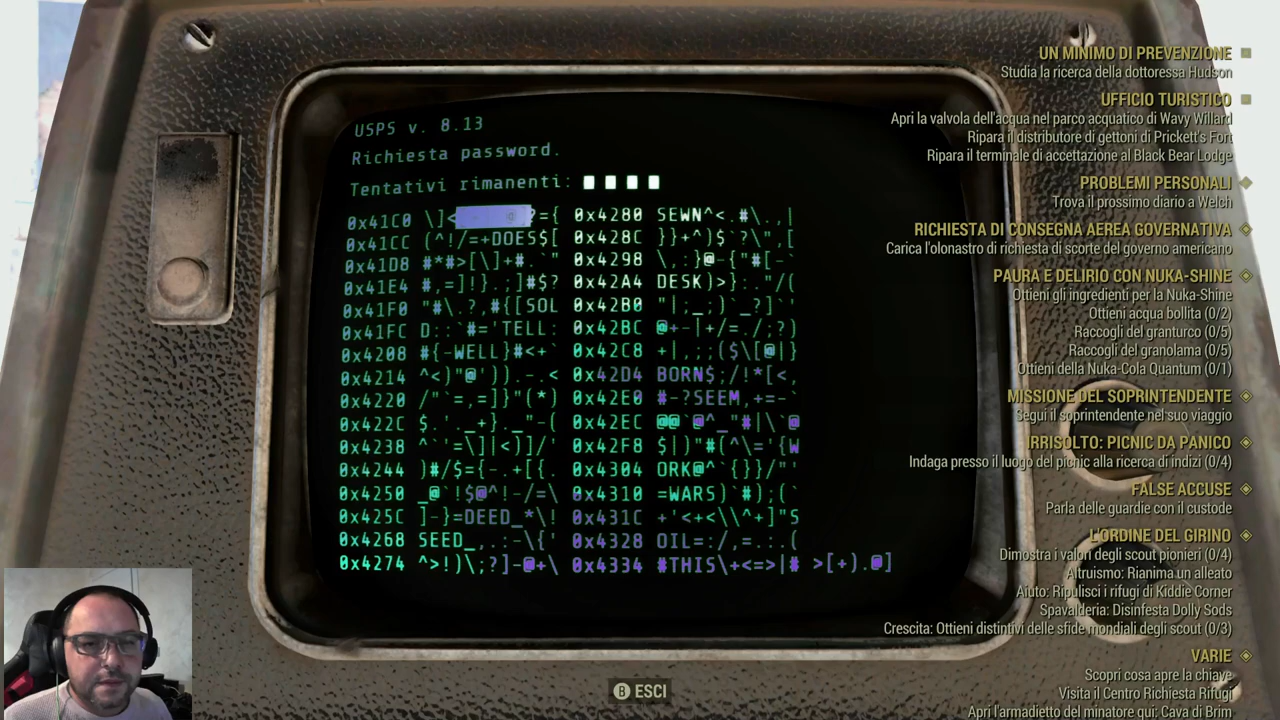 USPS v. 8.13
Richiesta password.
Tentativi rimanenti:
0x41C0 \]< @ ?={ 0x4280 SEWN^<.#\.,|
0x41CC (^!/=+DOES$[ 0x428C }}+^)$`?\",[
0x41D8 #*#>[\]+#.`" 0x4298 \,:}@-{"#[-`
0x41E4 #,=]!}.;]#$? 0x42A4 DESK)>}:."/(
0x41F0 "#\.?,#{[SOL 0x42B0 "|;_;)`_?]`'
0x41FC D::`#='TELL: 0x42BC @+-|+/=./;?)
0x4208 #{-WELL}#<+` 0x42C8 +|,;;($\[@|}
0x4214 ^<)"@')).-.< 0x42D4 BORN$;/!*[<,
0x4220 /"`=,=]}"(*) 0x42E0 #-?SEEM,+=-`
0x422C $.'._+}._"-( 0x42EC @@`@^_"#|\`@
0x4238 ^``'=\]|<)]/' 0x42F8 $|)"#(^\='{W
0x4244 )#/$={-.+[{. 0x4304 ORK@^`{}}/"'
0x4250 _@`!$@^!-/=\ 0x4310 =WARS)`#);(`
0x425C ]-}=DEED_*\! 0x431C +'<+<\\^+]"S
0x4268 SEED_,.:-\{' 0x4328 OIL=:/,=.:.(
0x4274 ^>!)\;?]-@+\ 0x4334 #THIS\+<=>|# >[+).@]
UN MINIMO DI PREVENZIONE
Studia la ricerca della dottoressa Hudson
UFFICIO TURISTICO
Apri la valvola dell'acqua nel parco acquatico di Wavy Willard
Ripara il distributore di gettoni di Prickett's Fort
Ripara il terminale di accettazione al Black Bear Lodge
PROBLEMI PERSONALI
Trova il prossimo diario a Welch
RICHIESTA DI CONSEGNA AEREA GOVERNATIVA
Carica l'olonastro di richiesta di scorte del governo americano
PAURA E DELIRIO CON NUKA-SHINE
Ottieni gli ingredienti per la Nuka-Shine
Ottieni acqua bollita (0/2)
Raccogli del granturco (0/5)
Raccogli del granolama (0/5)
Ottieni della Nuka-Cola Quantum (0/1)
MISSIONE DEL SOPRINTENDENTE
Segui il soprintendente nel suo viaggio
IRRISOLTO: PICNIC DA PANICO
Indaga presso il luogo del picnic alla ricerca di indizi (0/4)
FALSE ACCUSE
Parla delle guardie con il custode
L'ORDINE DEL GIRINO
Dimostra i valori degli scout pionieri (0/4)
Altruismo: Rianima un alleato
Aiuto: Ripulisci i rifugi di Kiddie Corner
Spavalderia: Disinfesta Dolly Sods
Crescita: Ottieni distintivi delle sfide mondiali degli scout (0/3)
VARIE
Scopri cosa apre la chiave
Visita il Centro Richiesta Rifugi
Apri l'armadietto del minatore qui: Cava di Brim
B ESCI